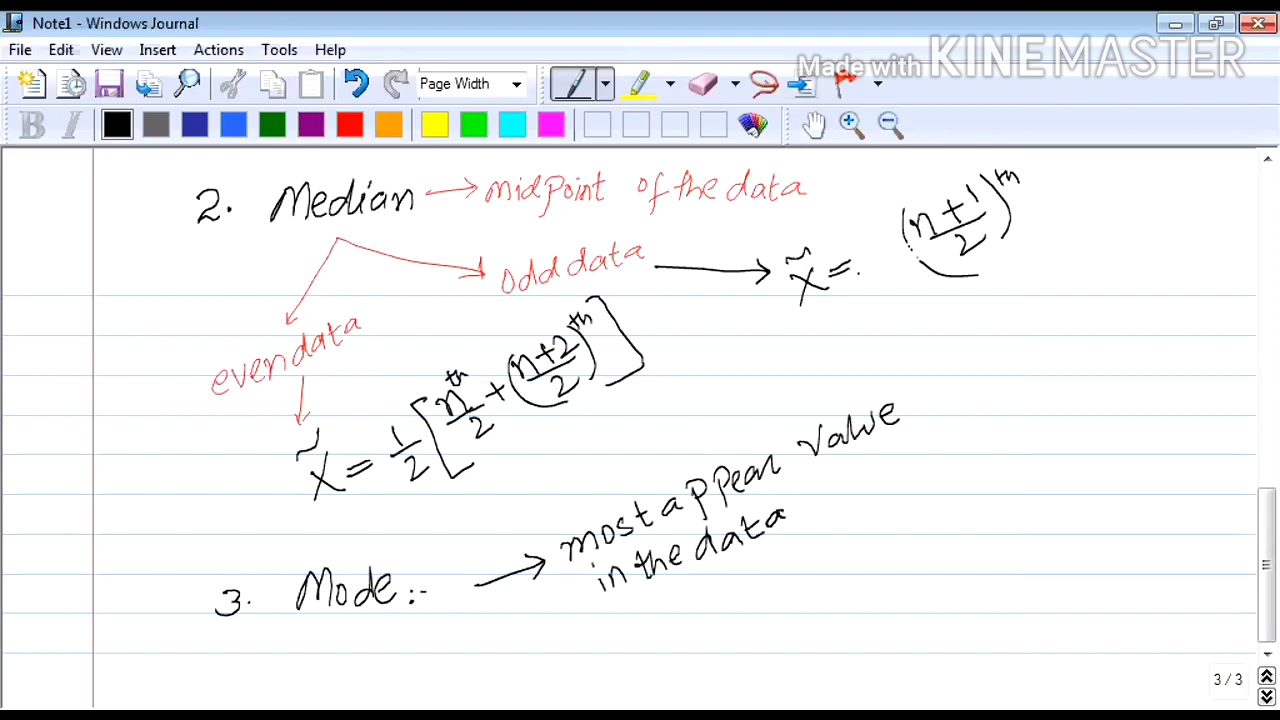 Note1 - Windows Journal
File Edit View Insert Actions Tools Help
Made with KINEMASTER
Page Width
B I
2. Median → midpoint of the data
odd data → x̃ = (n+1/2)th
even data
x̃ = 1/2 [nth/2 + (n+2/2)th]
3. Mode :- → most appear value
in the data
3 / 3